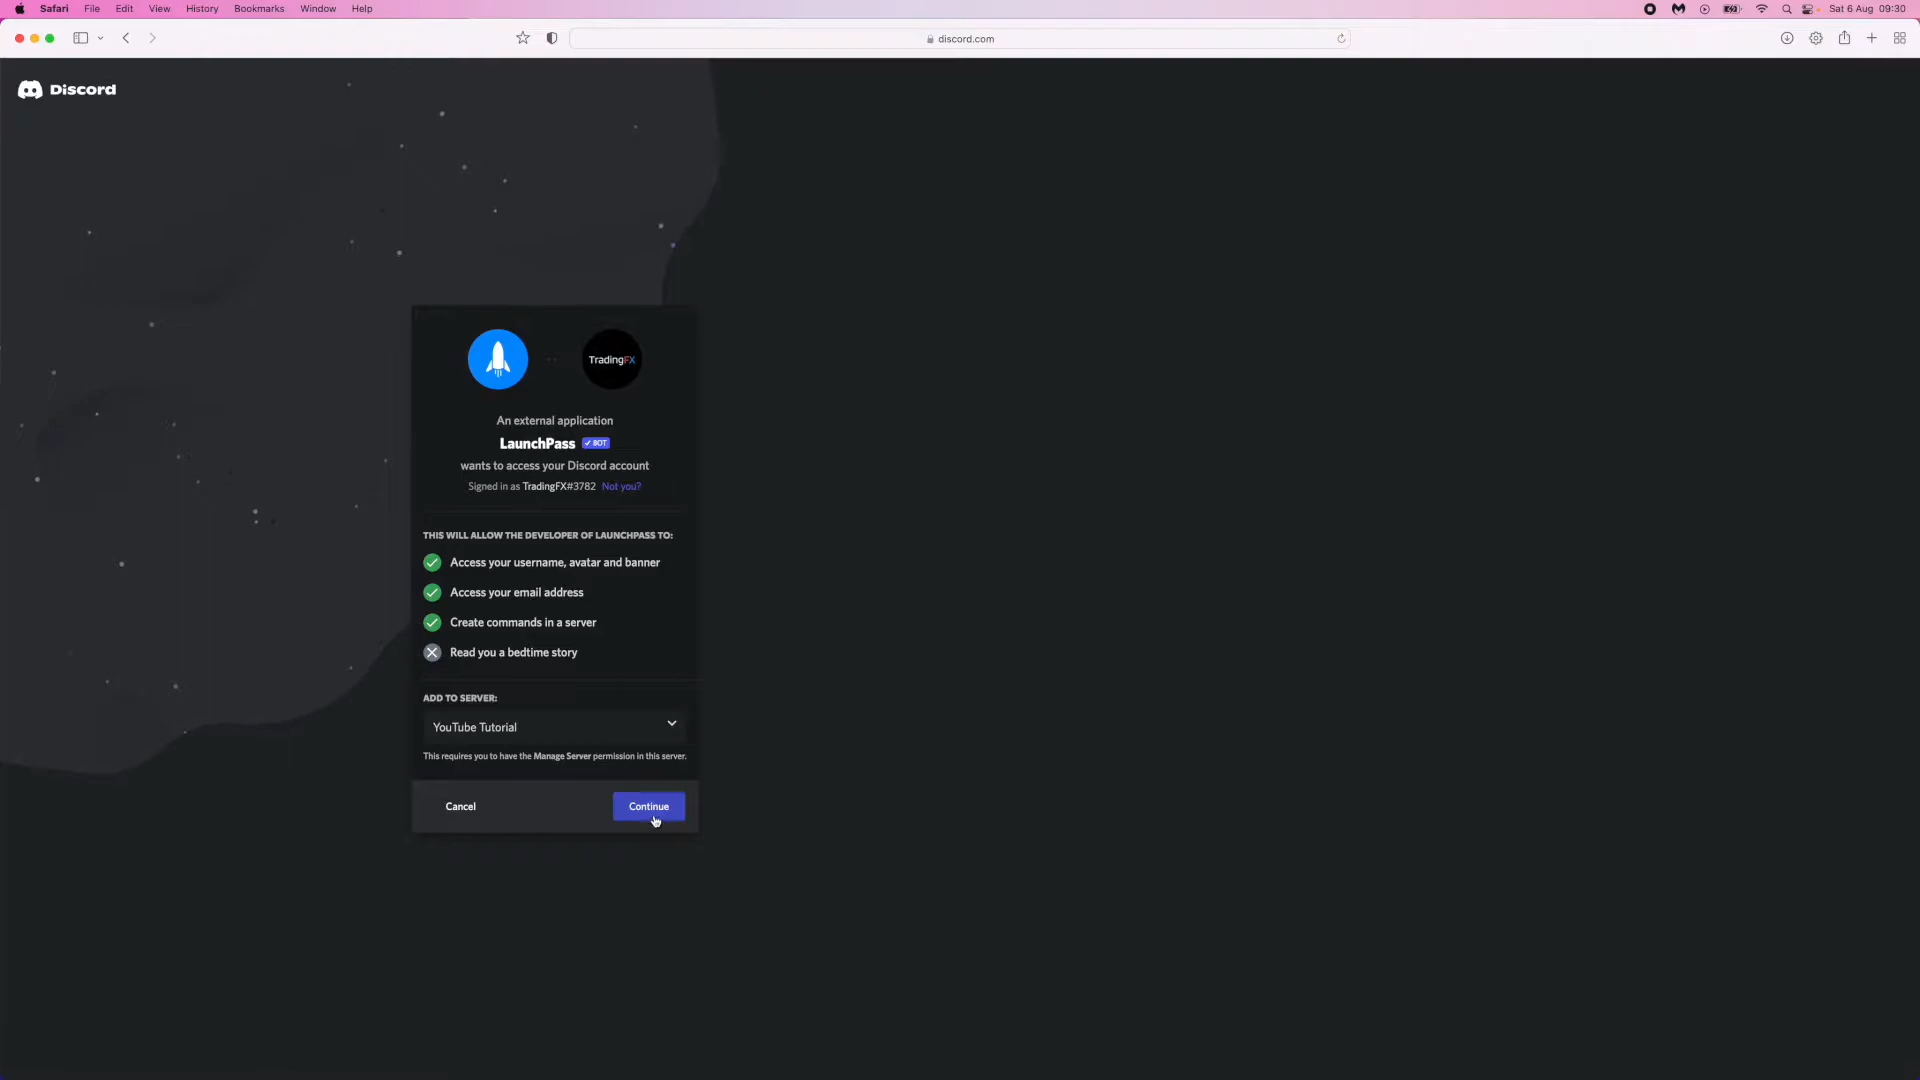 Safari File Edit View History Bookmarks Window Help Sat 6 Aug 09:30
discord.com
Discord
TradingFX
An external application
LaunchPass BOT
wants to access your Discord account
Signed in as TradingFX#3782 Not you?
THIS WILL ALLOW THE DEVELOPER OF LAUNCHPASS TO:
Access your username, avatar and banner
Access your email address
Create commands in a server
Read you a bedtime story
ADD TO SERVER:
YouTube Tutorial
This requires you to have the Manage Server permission in this server.
Cancel Continue